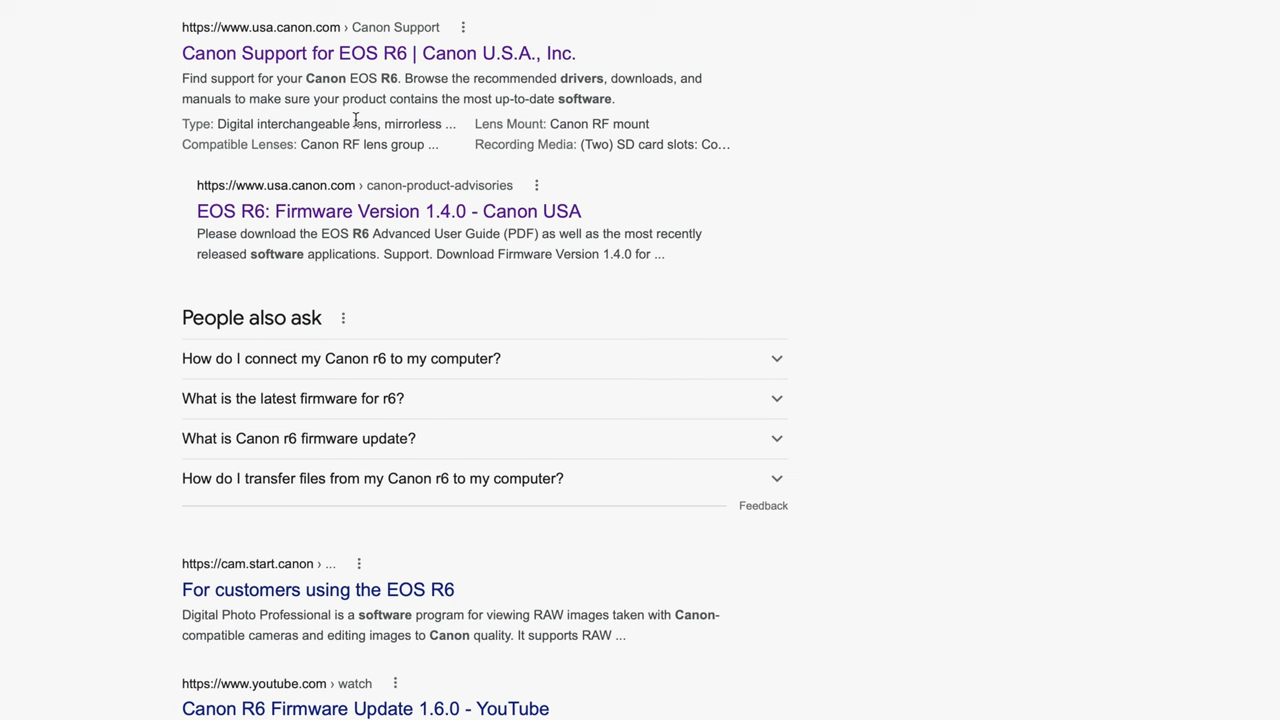 https://www.usa.canon.com › Canon Support
Canon Support for EOS R6 | Canon U.S.A., Inc.
Find support for your Canon EOS R6. Browse the recommended drivers, downloads, and
manuals to make sure your product contains the most up-to-date software.
Type: Digital interchangeable lens, mirrorless ... Lens Mount: Canon RF mount
Compatible Lenses: Canon RF lens group ... Recording Media: (Two) SD card slots: Co...
https://www.usa.canon.com › canon-product-advisories
EOS R6: Firmware Version 1.4.0 - Canon USA
Please download the EOS R6 Advanced User Guide (PDF) as well as the most recently
released software applications. Support. Download Firmware Version 1.4.0 for ...
People also ask
How do I connect my Canon r6 to my computer?
What is the latest firmware for r6?
What is Canon r6 firmware update?
How do I transfer files from my Canon r6 to my computer?
Feedback
https://cam.start.canon › ...
For customers using the EOS R6
Digital Photo Professional is a software program for viewing RAW images taken with Canon-
compatible cameras and editing images to Canon quality. It supports RAW ...
https://www.youtube.com › watch
Canon R6 Firmware Update 1.6.0 - YouTube